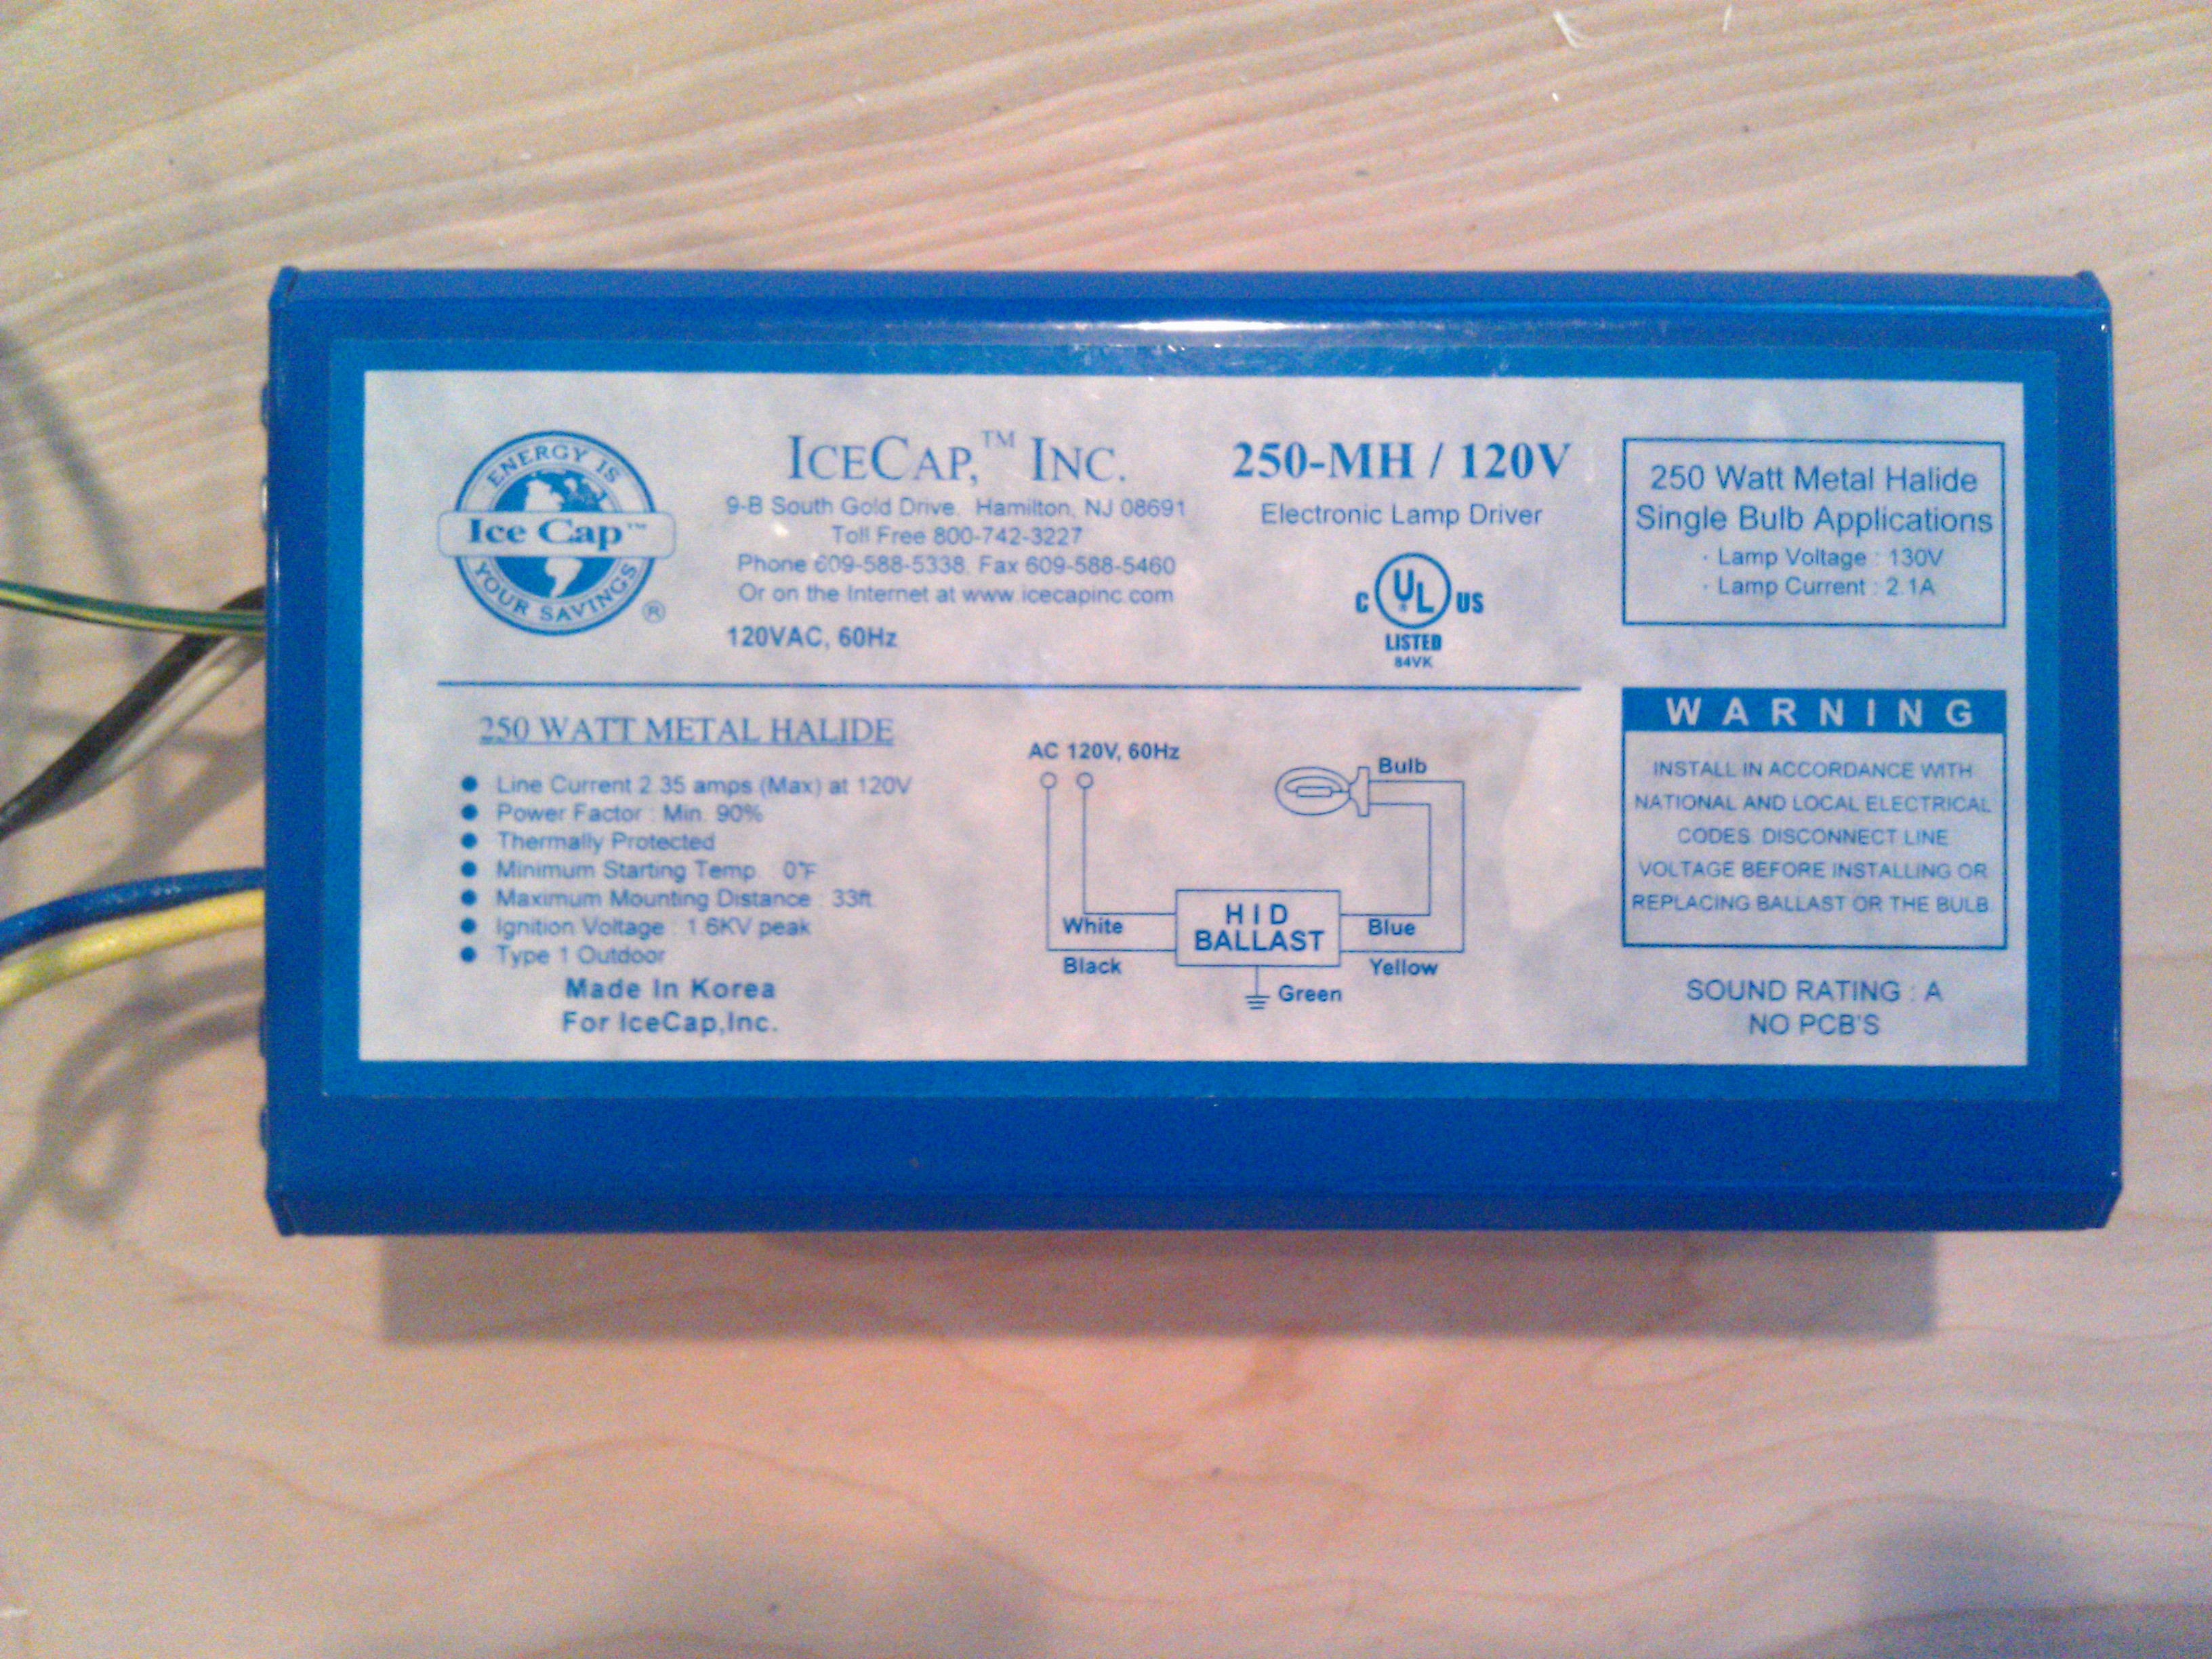 ENERGY IS
Ice Cap™
YOUR SAVINGS
®
ICECAP,™ INC.
9-B South Gold Drive, Hamilton, NJ 08691
Toll Free 800-742-3227
Phone 609-588-5338, Fax 609-588-5460
Or on the Internet at www.icecapinc.com
120VAC, 60Hz
250-MH / 120V
Electronic Lamp Driver
C UL US
LISTED
84VK
250 Watt Metal Halide
Single Bulb Applications
· Lamp Voltage : 130V
· Lamp Current : 2.1A
250 WATT METAL HALIDE
● Line Current 2.35 amps (Max) at 120V
● Power Factor : Min. 90%
● Thermally Protected
● Minimum Starting Temp. : 0°F
● Maximum Mounting Distance : 33ft.
● Ignition Voltage : 1.6KV peak
● Type 1 Outdoor
Made In Korea
For IceCap,Inc.
AC 120V, 60Hz
Bulb
White
Black
HID
BALLAST
Blue
Yellow
Green
WARNING
INSTALL IN ACCORDANCE WITH
NATIONAL AND LOCAL ELECTRICAL
CODES. DISCONNECT LINE
VOLTAGE BEFORE INSTALLING OR
REPLACING BALLAST OR THE BULB.
SOUND RATING : A
NO PCB'S